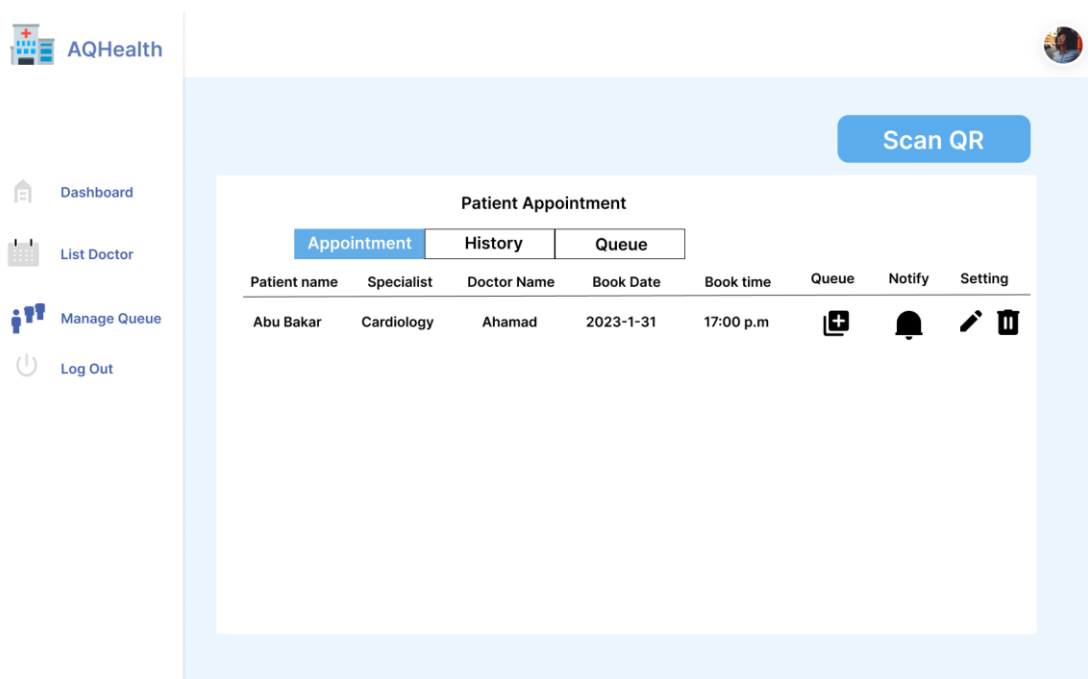 AQHealth
Scan QR
Dashboard
List Doctor
Manage Queue
Log Out
Patient Appointment
Appointment History Queue
Patient name Specialist Doctor Name Book Date Book time Queue Notify Setting
Abu Bakar Cardiology Ahamad 2023-1-31 17:00 p.m